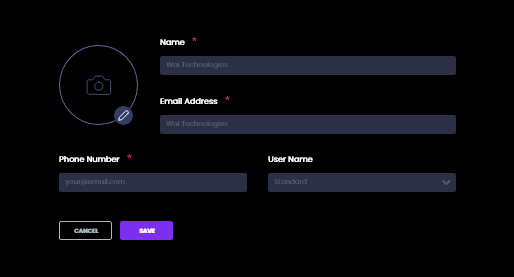 Name *
Wai Technologies
Email Address *
Wai Technologies
Phone Number * User Name
your@email.com Standard
CANCEL SAVE